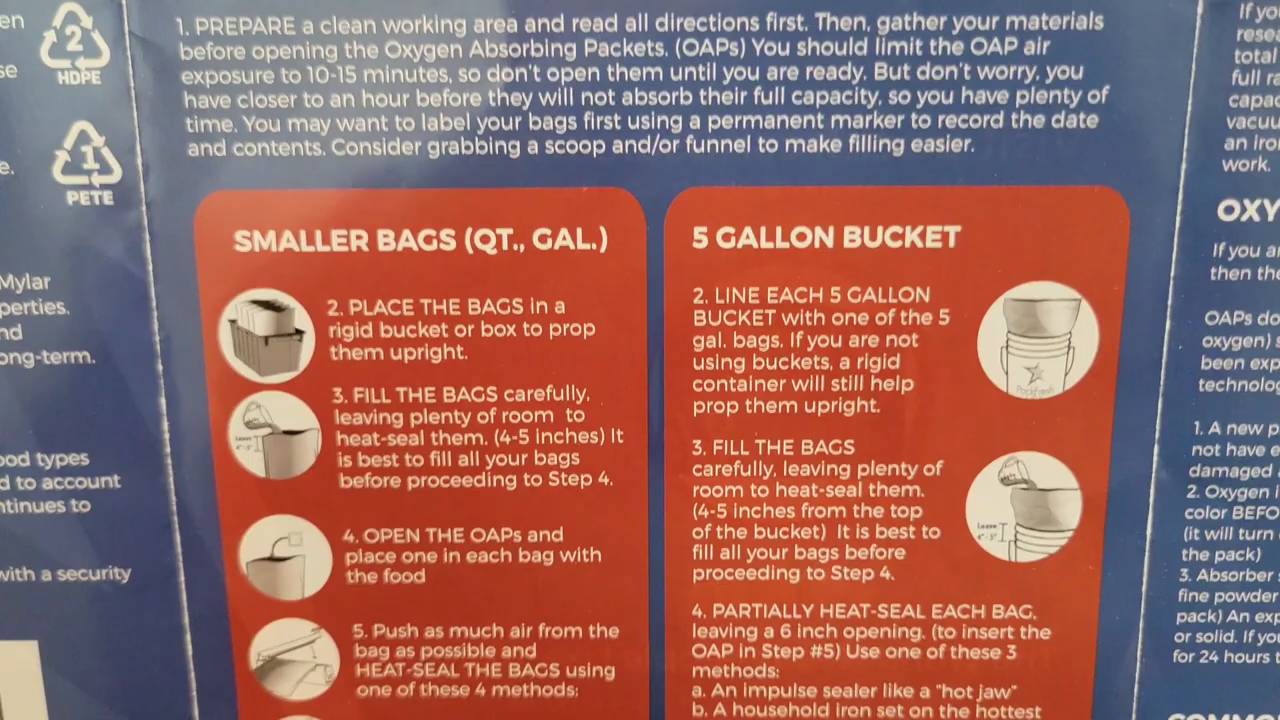 en
se
e.
2
HDPE
1
PETE
Mylar
perties.
nd
ong-term.
ood types
d to account
ntinues to
with a security
1. PREPARE a clean working area and read all directions first. Then, gather your materials
before opening the Oxygen Absorbing Packets. (OAPs) You should limit the OAP air
exposure to 10-15 minutes, so don't open them until you are ready. But don't worry, you
have closer to an hour before they will not absorb their full capacity, so you have plenty of
time. You may want to label your bags first using a permanent marker to record the date
and contents. Consider grabbing a scoop and/or funnel to make filling easier.
SMALLER BAGS (QT., GAL.)
2. PLACE THE BAGS in a
rigid bucket or box to prop
them upright.
3. FILL THE BAGS carefully,
leaving plenty of room to
heat-seal them. (4-5 inches) It
is best to fill all your bags
before proceeding to Step 4.
Leave
4"-5"
4. OPEN THE OAPs and
place one in each bag with
the food
5. Push as much air from the
bag as possible and
HEAT-SEAL THE BAGS using
one of these 4 methods:
5 GALLON BUCKET
2. LINE EACH 5 GALLON
BUCKET with one of the 5
gal. bags. If you are not
using buckets, a rigid
container will still help
prop them upright.
PackFresh
3. FILL THE BAGS
carefully, leaving plenty of
room to heat-seal them.
(4-5 inches from the top
of the bucket) It is best to
fill all your bags before
proceeding to Step 4.
Leave
4"-5"
4. PARTIALLY HEAT-SEAL EACH BAG,
leaving a 6 inch opening. (to insert the
OAP in Step #5) Use one of these 3
methods:
a. An impulse sealer like a "hot jaw"
b. A household iron set on the hottest
If yo
resea
total
full ra
capac
vacuu
an iro
work.
OXY
If you a
then the
OAPs do
oxygen) s
been exp
technolog
1. A new p
not have e
damaged
2. Oxygen i
color BEFO
(it will turn
the pack)
3. Absorber
fine powder
pack) An exp
or solid. If yo
for 24 hours t